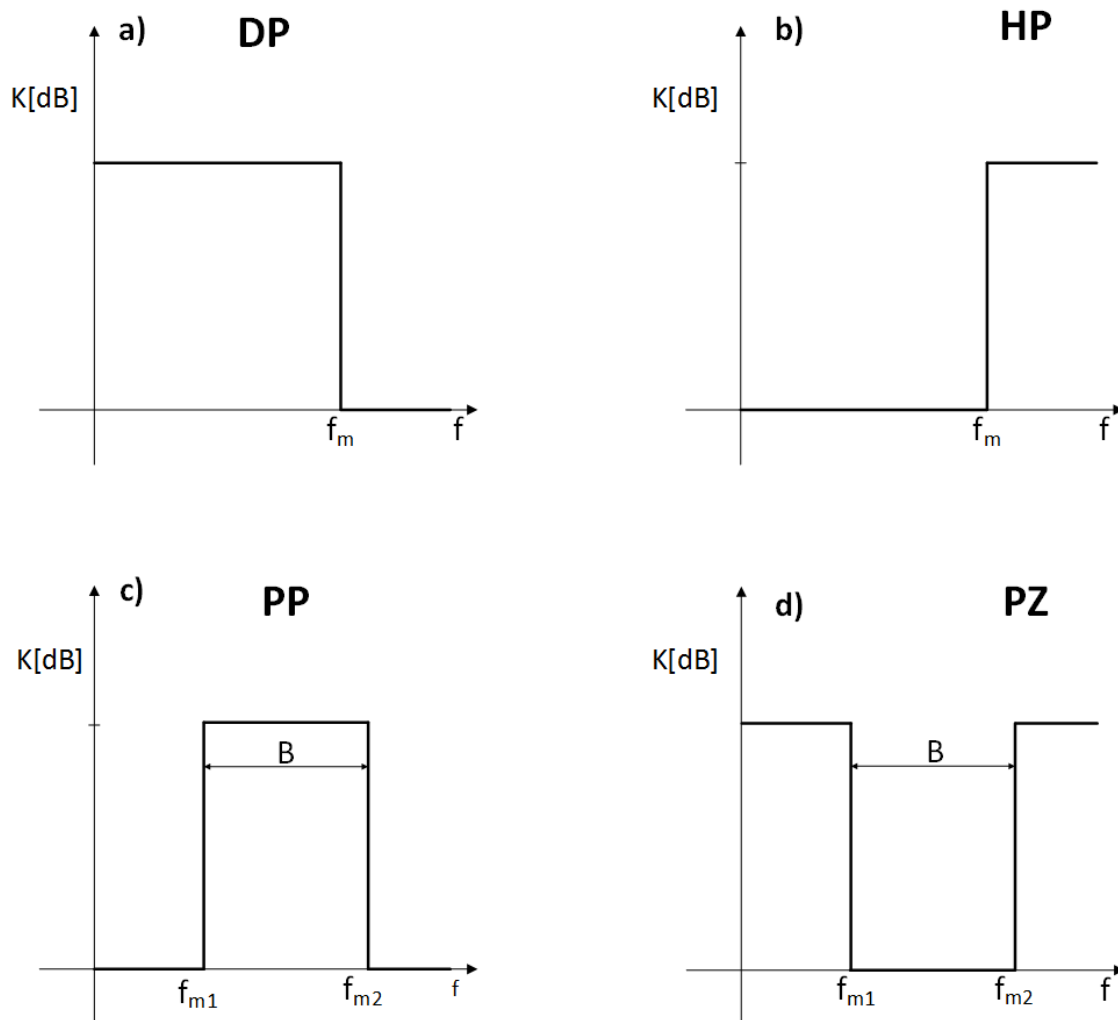 a) DP
K[dB]
f_m f
b) HP
K[dB]
f_m f
c) PP
K[dB]
B
f_m1 f_m2 f
d) PZ
K[dB]
B
f_m1 f_m2 f